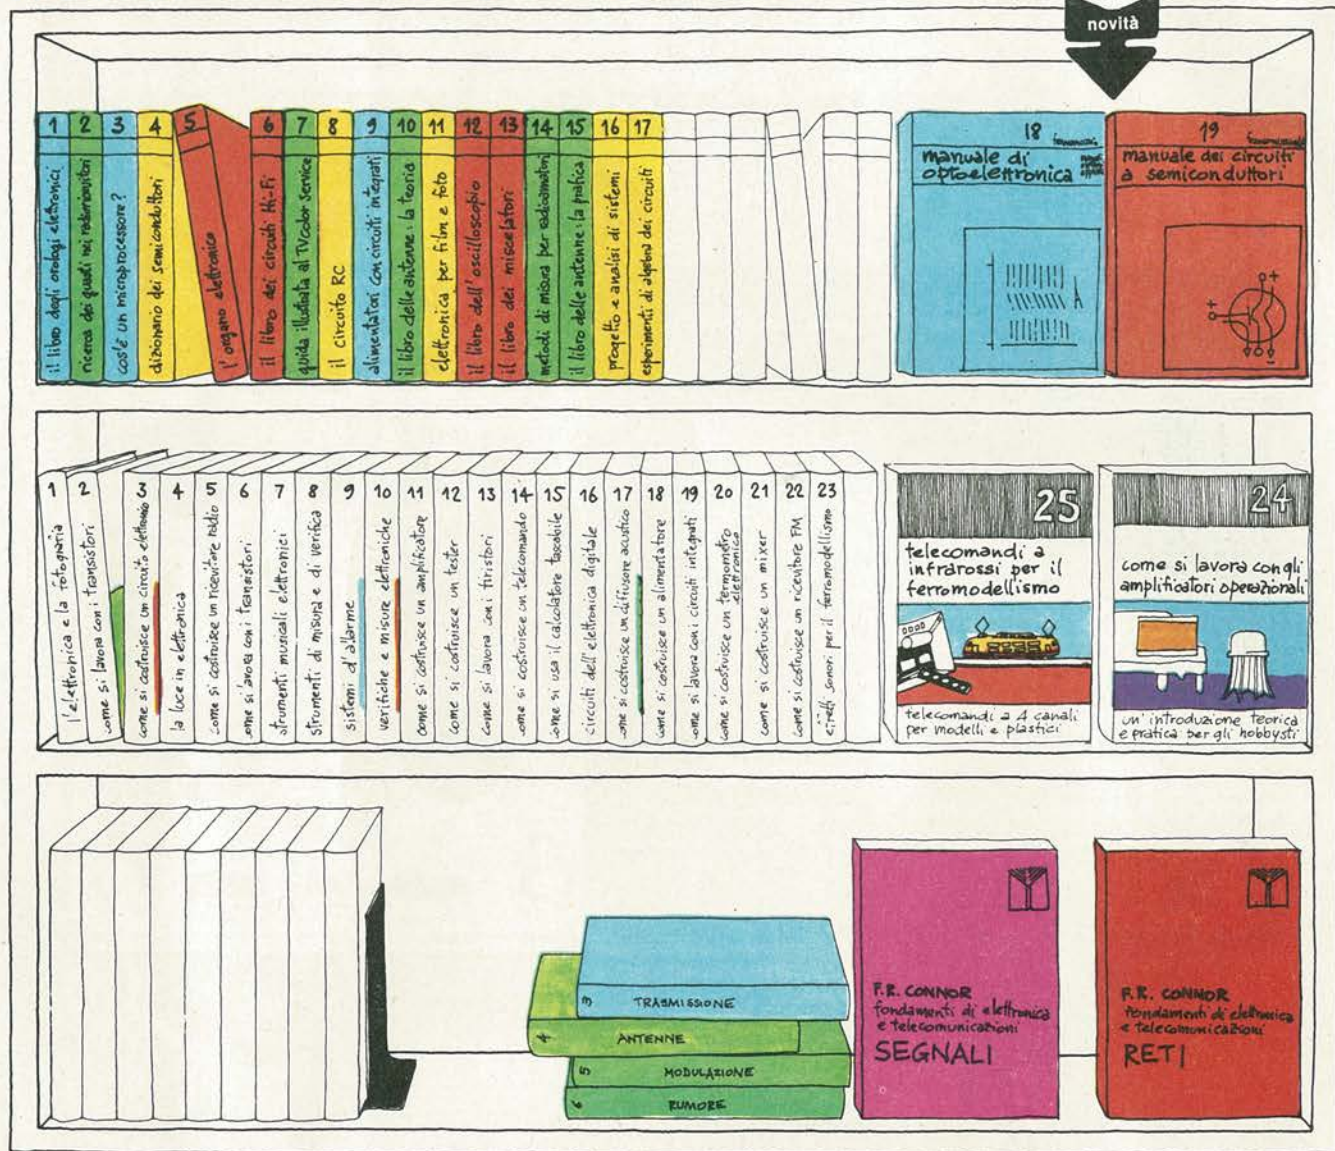 novità
1 il libro degli orologi elettronici
2 ricerca dei guasti nei radioricevitori
3 cos'è un microprocessore?
4 dizionario dei semiconduttori
5 l'organo elettronico
6 il libro dei circuiti Hi-Fi
7 guida illustrata al TVcolor service
8 il circuito RC
9 alimentatori con circuiti integrati
10 il libro delle antenne: la teoria
11 elettronica per film e foto
12 il libro dell'oscilloscopio
13 il libro dei miscelatori
14 metodi di misura per radioamatori
15 il libro delle antenne: la pratica
16 progetto e analisi di sistemi
17 esperimenti di algebra dei circuiti
18
manuale di
optoelettronica
19
manuale dei circuiti
a semiconduttori
1 l'elettronica e la fotografia
2 come si lavora con i transistori
3 come si costruisce un circuito elettronico
4 la luce in elettronica
5 come si costruisce un ricevitore radio
6 come si lavora con i transistori
7 strumenti musicali elettronici
8 strumenti di misura e di verifica
9 sistemi d'allarme
10 verifiche e misure elettroniche
11 come si costruisce un amplificatore
12 come si costruisce un tester
13 come si lavora con i tiristori
14 come si costruisce un telecomando
15 come si usa il calcolatore tascabile
16 circuiti dell'elettronica digitale
17 come si costruisce un diffusore acustico
18 come si costruisce un alimentatore
19 come si lavora con i circuiti integrati
20 come si costruisce un termometro
elettronico
21 come si costruisce un mixer
22 come si costruisce un ricevitore FM
23 effetti sonori per il ferromodellismo
25
telecomandi a
infrarossi per il
ferromodellismo
telecomandi a 4 canali
per modelli e plastici
24
come si lavora con gli
amplificatori operazionali
un'introduzione teorica
e pratica per gli hobbysti
3 TRASMISSIONE
4 ANTENNE
5 MODULAZIONE
6 RUMORE
F.R. CONNOR
fondamenti di elettronica
e telecomunicazioni
SEGNALI
F.R. CONNOR
fondamenti di elettronica
e telecomunicazioni
RETI